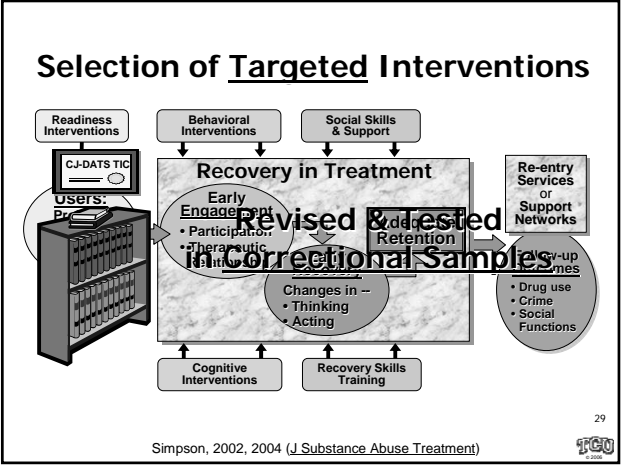 Selection of Targeted Interventions
Readiness
Interventions
Behavioral
Interventions
Social Skills
& Support
CJ-DATS TIC
Users:
Recovery in Treatment
Early
Engagement
• Participation
• Therapeutic
Re-entry
Services
or
Support
Networks
Revised & Tested
in Correctional Samples
Retention
Changes in --
• Thinking
• Acting
• Drug use
• Crime
• Social
Functions
Cognitive
Interventions
Recovery Skills
Training
29
Simpson, 2002, 2004 (J Substance Abuse Treatment)
TCU
© 2006